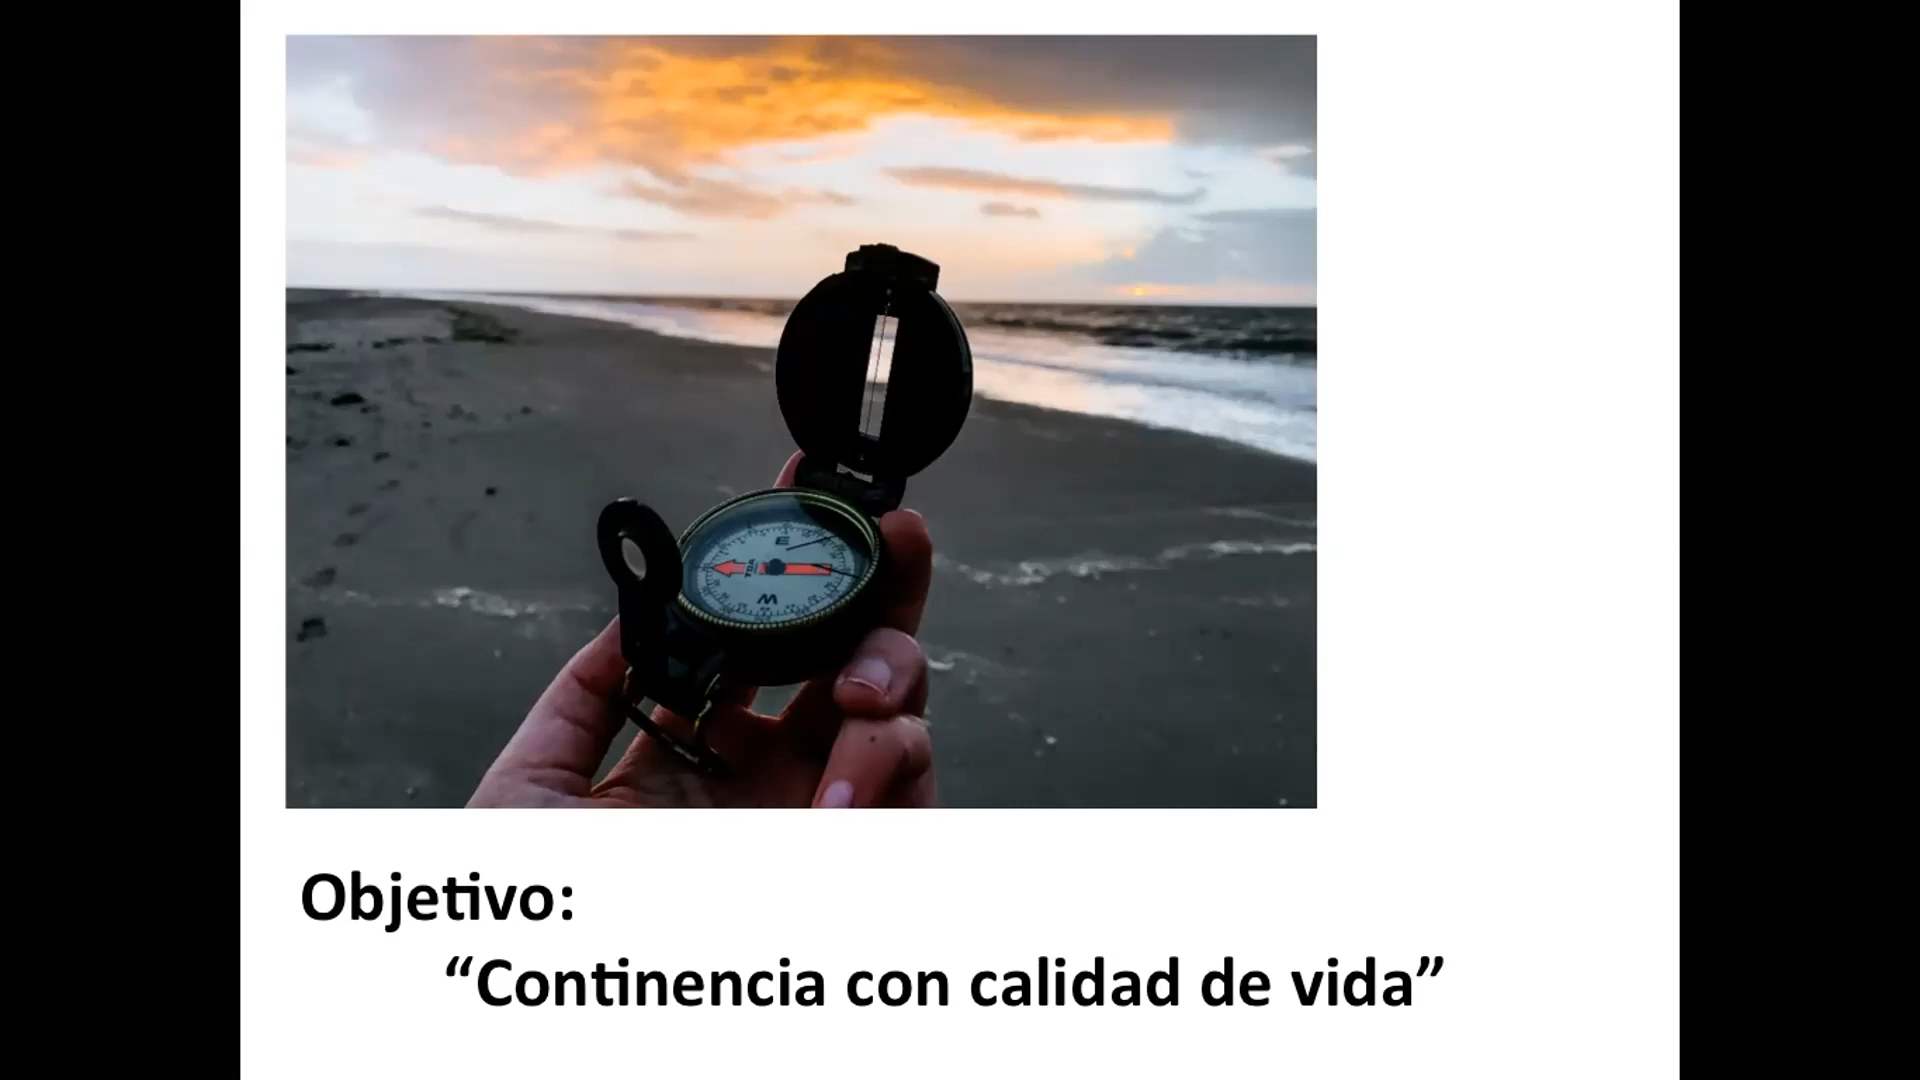 E
W
Objetivo:
“Continencia con calidad de vida”